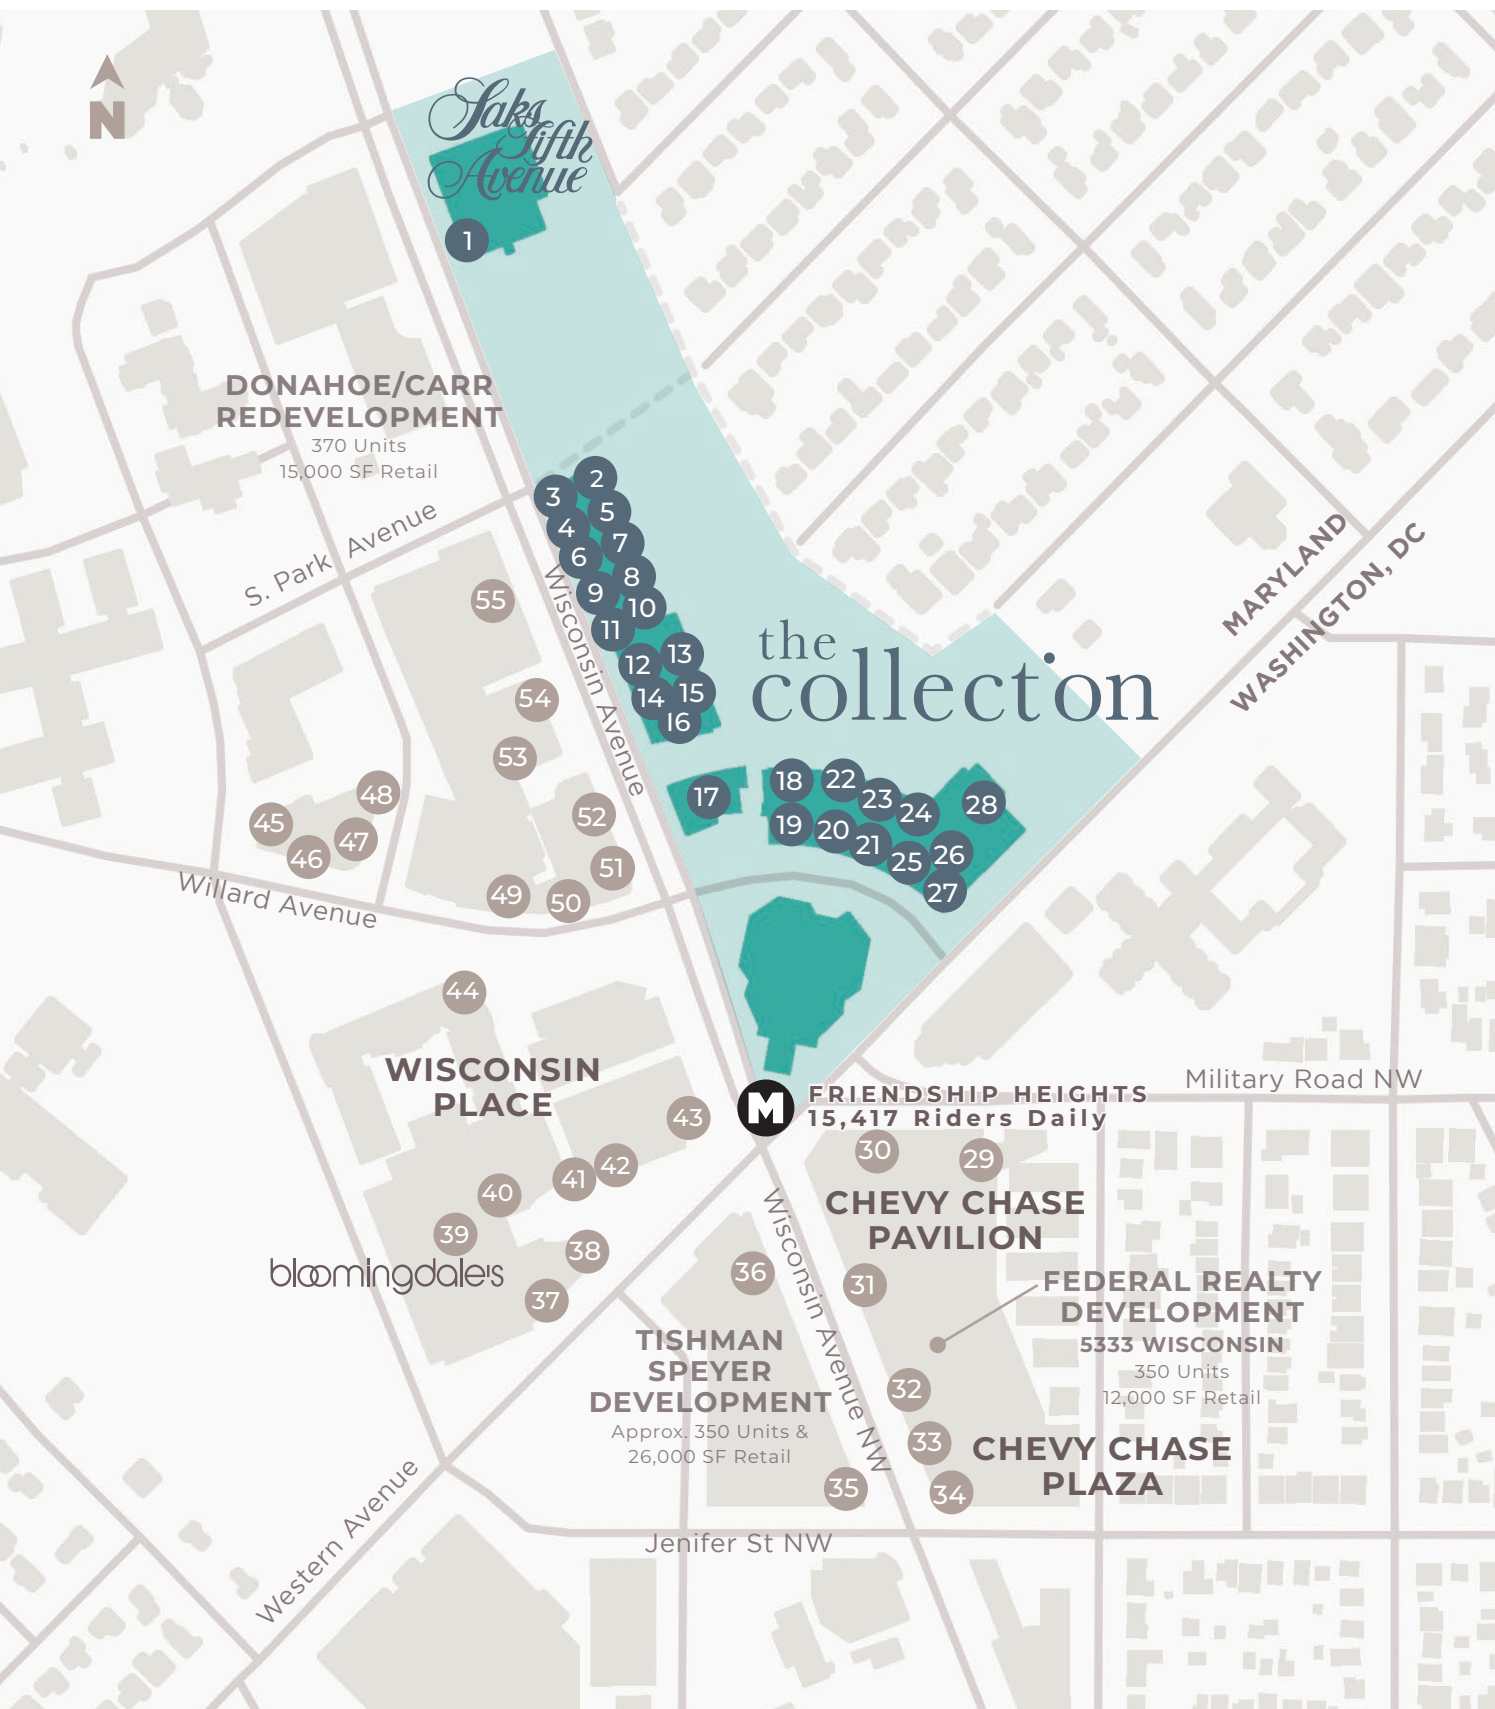 N
Saks
Fifth
Avenue
1
DONAHOE/CARR
REDEVELOPMENT
370 Units
15,000 SF Retail
S. Park Avenue
2
3
5
4
7
6
8
9
10
11
13
12
15
14
16
Wisconsin Avenue
the
collection
MARYLAND
WASHINGTON, DC
17
18
22
23
24
28
19
20
21
25
26
27
55
54
53
52
51
50
49
48
45
47
46
Willard Avenue
44
WISCONSIN
PLACE
43
42
41
40
39
38
37
bloomingdale's
M
FRIENDSHIP HEIGHTS
15,417 Riders Daily
Military Road NW
30
29
CHEVY CHASE
PAVILION
31
36
Wisconsin Avenue NW
FEDERAL REALTY
DEVELOPMENT
5333 WISCONSIN
350 Units
12,000 SF Retail
TISHMAN
SPEYER
DEVELOPMENT
Approx. 350 Units &
26,000 SF Retail
32
33
34
35
CHEVY CHASE
PLAZA
Jenifer St NW
Western Avenue